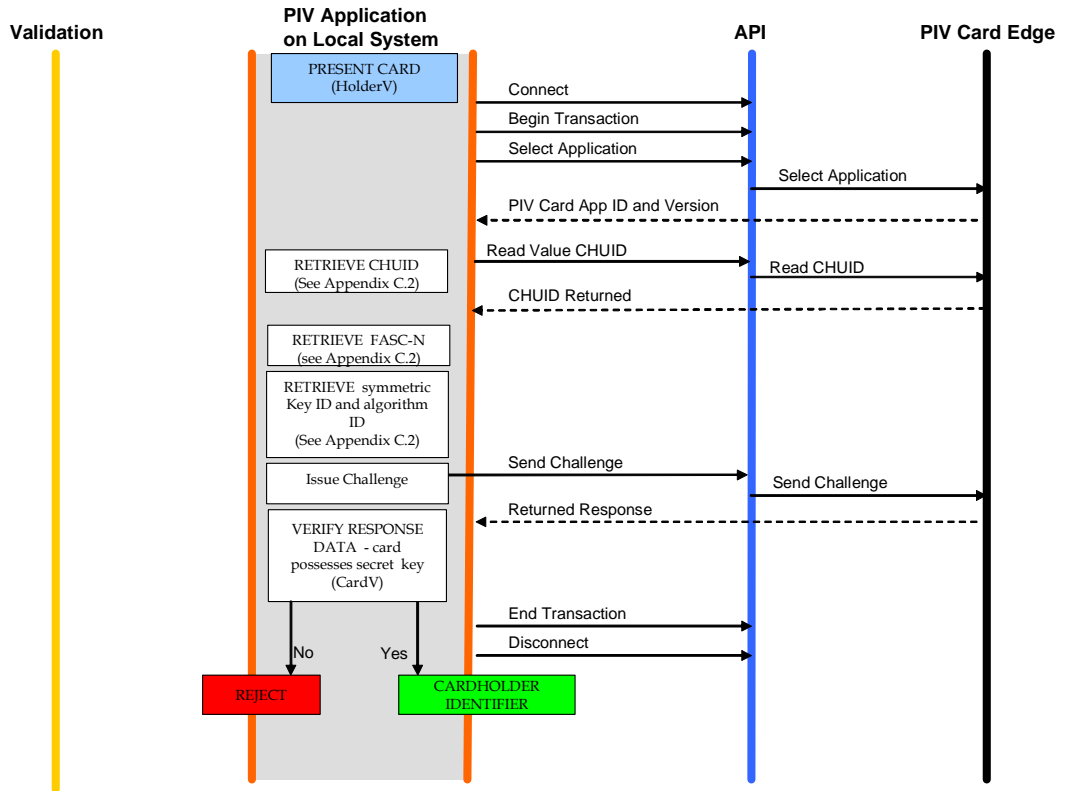 Validation
PIV Application
on Local System
API
PIV Card Edge
PRESENT CARD
(HolderV)
Connect
Begin Transaction
Select Application
Select Application
PIV Card App ID and Version
Read Value CHUID
RETRIEVE CHUID
(See Appendix C.2)
Read CHUID
CHUID Returned
RETRIEVE FASC-N
(see Appendix C.2)
RETRIEVE symmetric
Key ID and algorithm
ID
(See Appendix C.2)
Issue Challenge
Send Challenge
Send Challenge
Returned Response
VERIFY RESPONSE
DATA - card
possesses secret key
(CardV)
End Transaction
Disconnect
No
Yes
REJECT
CARDHOLDER
IDENTIFIER